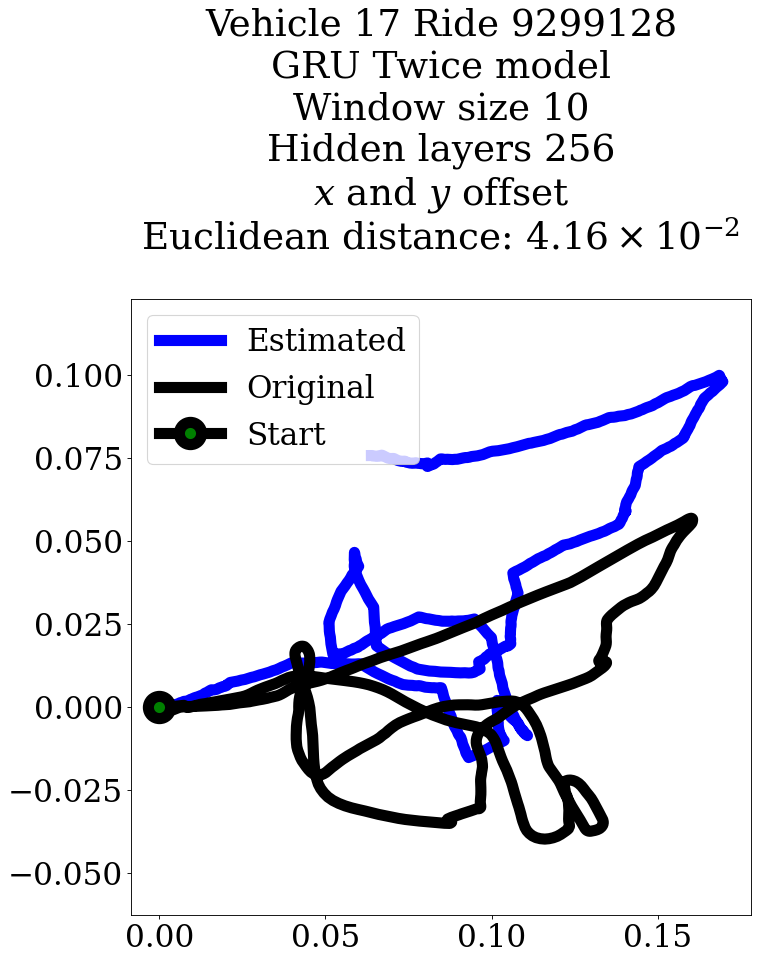 Vehicle 17 Ride 9299128
GRU Twice model
Window size 10
Hidden layers 256
x and y offset
Euclidean distance: 4.16 × 10⁻²
Estimated
Original
Start
0.100
0.075
0.050
0.025
0.000
−0.025
−0.050
0.00 0.05 0.10 0.15